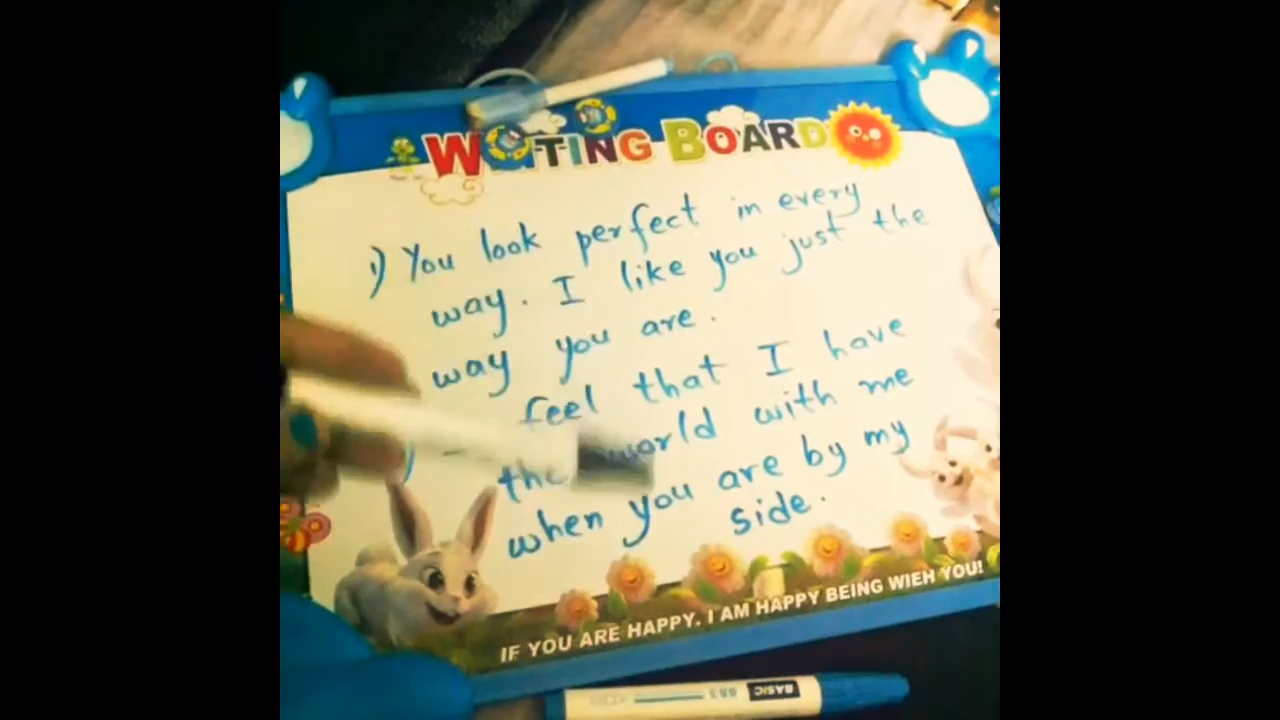 WRITING BOARD
1) You look perfect in every
way. I like you just the
way you are.
feel that I have
the world with me
when you are by my
side.
IF YOU ARE HAPPY. I AM HAPPY BEING WIEH YOU!
BASIC